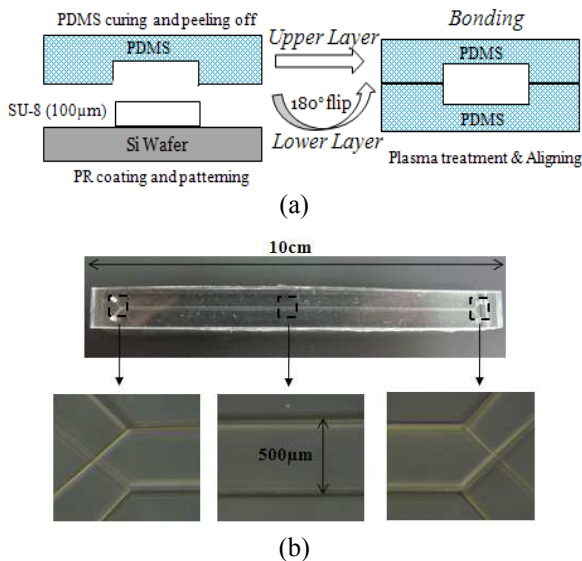 PDMS curing and peeling off
Bonding
PDMS
Upper Layer
PDMS
SU-8 (100µm)
180° flip
Lower Layer
PDMS
Si Wafer
PR coating and patterning
Plasma treatment & Aligning
(a)
10cm
500µm
(b)